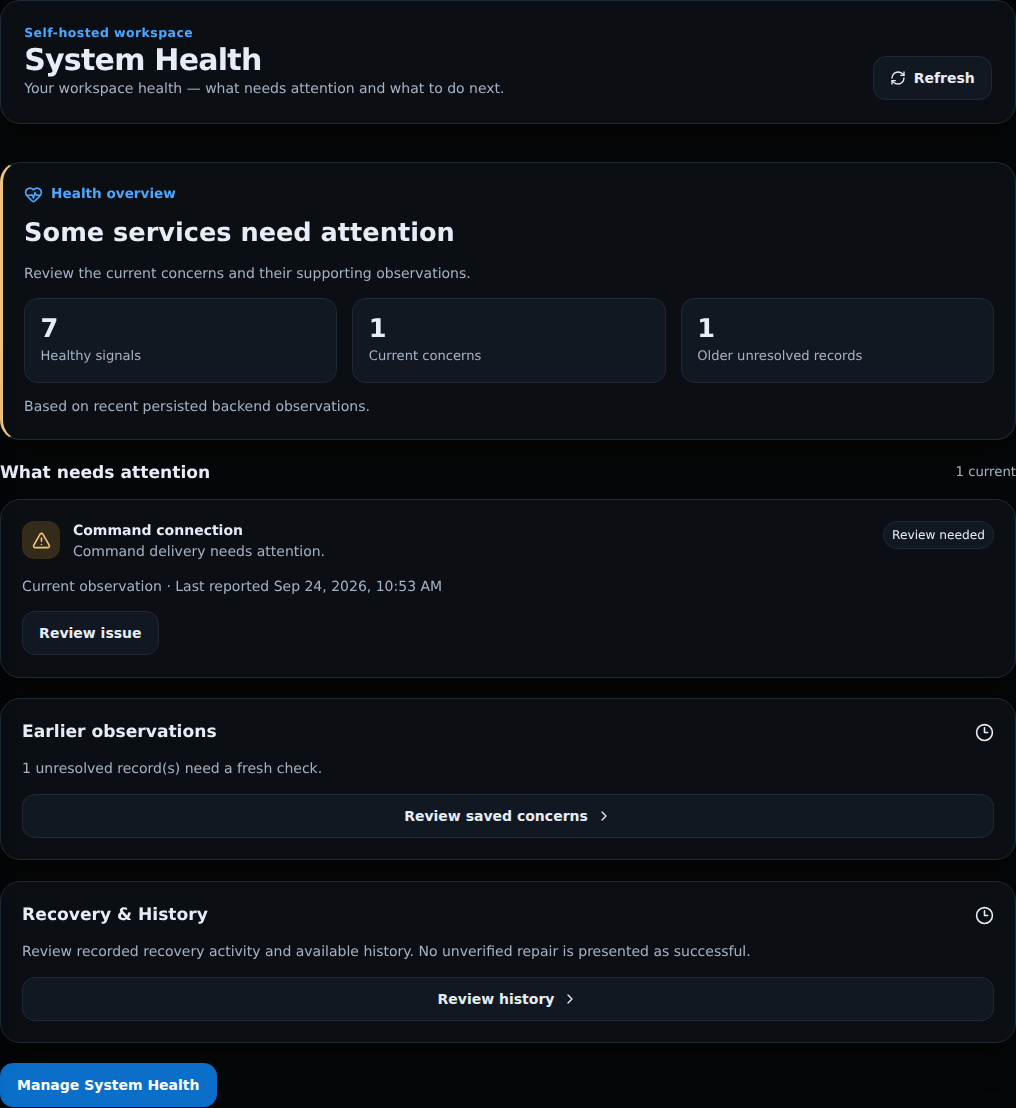 Self-hosted workspace
System Health
Your workspace health — what needs attention and what to do next.
Refresh
Health overview
Some services need attention
Review the current concerns and their supporting observations.
7
Healthy signals
1
Current concerns
1
Older unresolved records
Based on recent persisted backend observations.
What needs attention
1 current
Command connection
Command delivery needs attention.
Review needed
Current observation · Last reported Sep 24, 2026, 10:53 AM
Review issue
Earlier observations
1 unresolved record(s) need a fresh check.
Review saved concerns
Recovery & History
Review recorded recovery activity and available history. No unverified repair is presented as successful.
Review history
Manage System Health